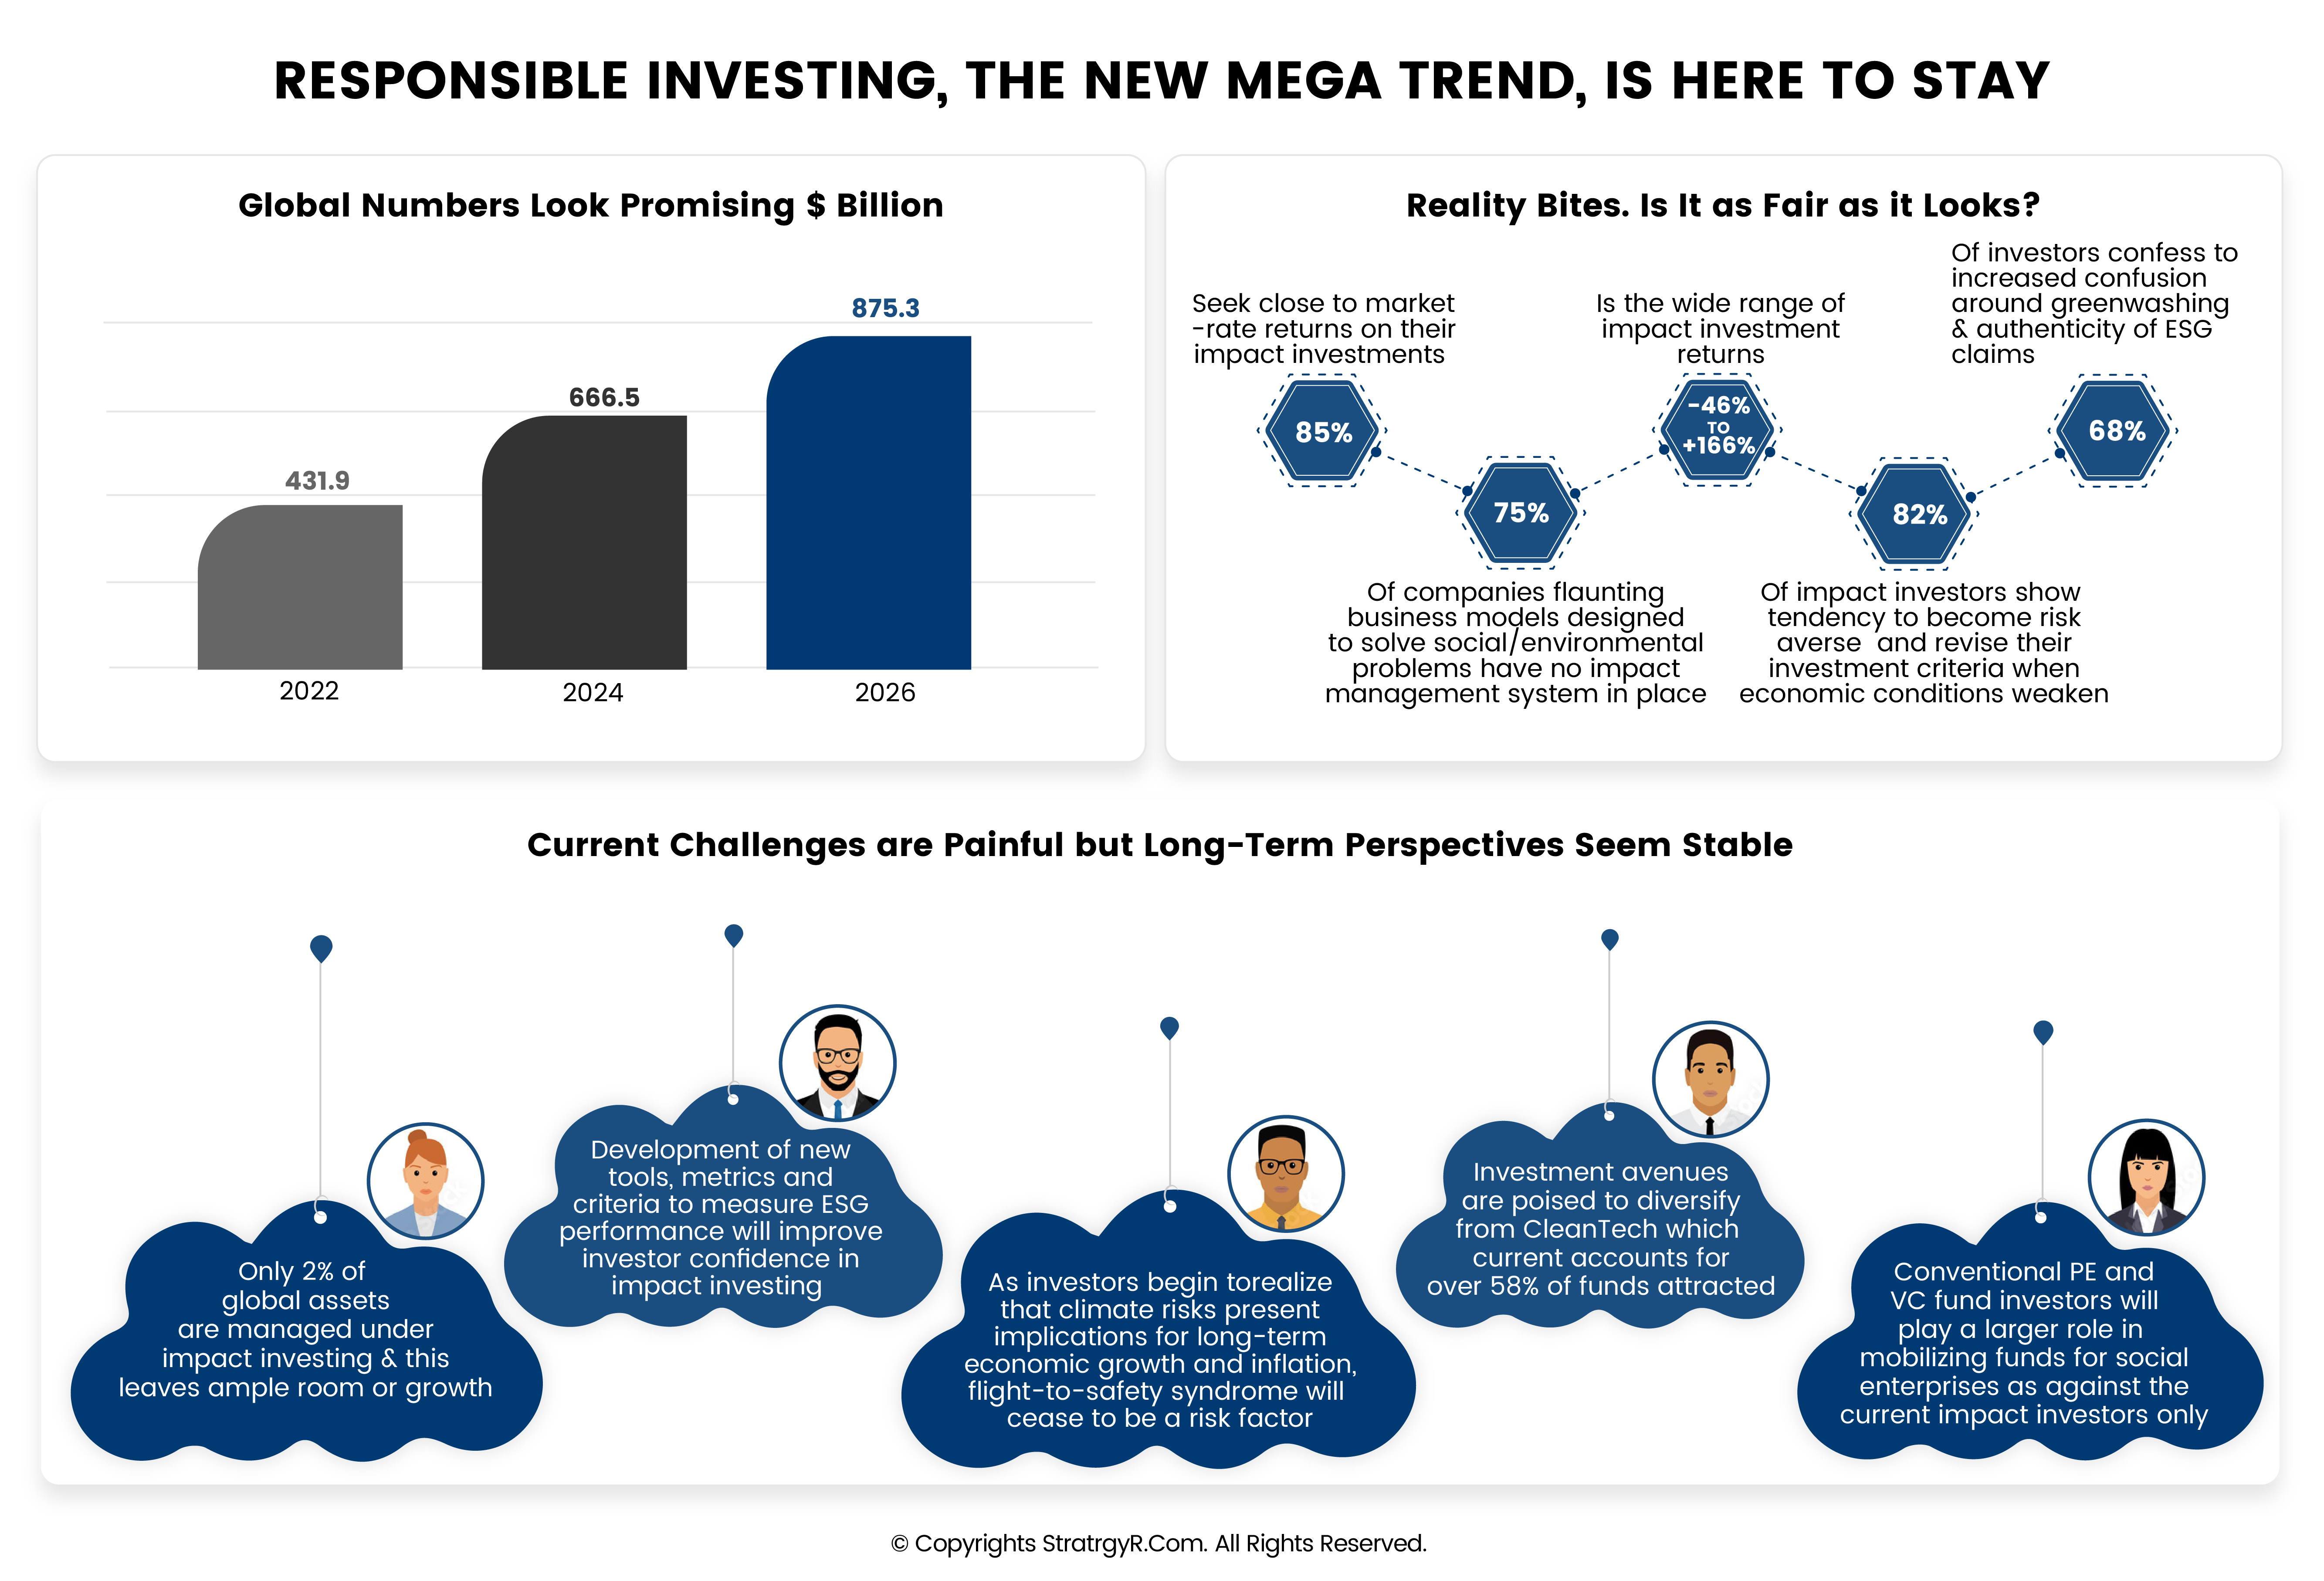 RESPONSIBLE INVESTING, THE NEW MEGA TREND, IS HERE TO STAY
Global Numbers Look Promising $ Billion
875.3
666.5
431.9
2022
2024
2026
Reality Bites. Is It as Fair as it Looks?
Seek close to market
-rate returns on their
impact investments
85%
Of companies flaunting
business models designed
to solve social/environmental
problems have no impact
management system in place
75%
Is the wide range of
impact investment
returns
-46%
TO
+166%
Of impact investors show
tendency to become risk
averse  and revise their
investment criteria when
economic conditions weaken
82%
Of investors confess to
increased confusion
around greenwashing
& authenticity of ESG
claims
68%
Current Challenges are Painful but Long-Term Perspectives Seem Stable
Only 2% of
global assets
are managed under
impact investing & this
leaves ample room or growth
Development of new
tools, metrics and
criteria to measure ESG
performance will improve
investor confidence in
impact investing
As investors begin torealize
that climate risks present
implications for long-term
economic growth and inflation,
flight-to-safety syndrome will
cease to be a risk factor
Investment avenues
are poised to diversify
from CleanTech which
current accounts for
over 58% of funds attracted
Conventional PE and
VC fund investors will
play a larger role in
mobilizing funds for social
enterprises as against the
current impact investors only
© Copyrights StratrgyR.Com. All Rights Reserved.